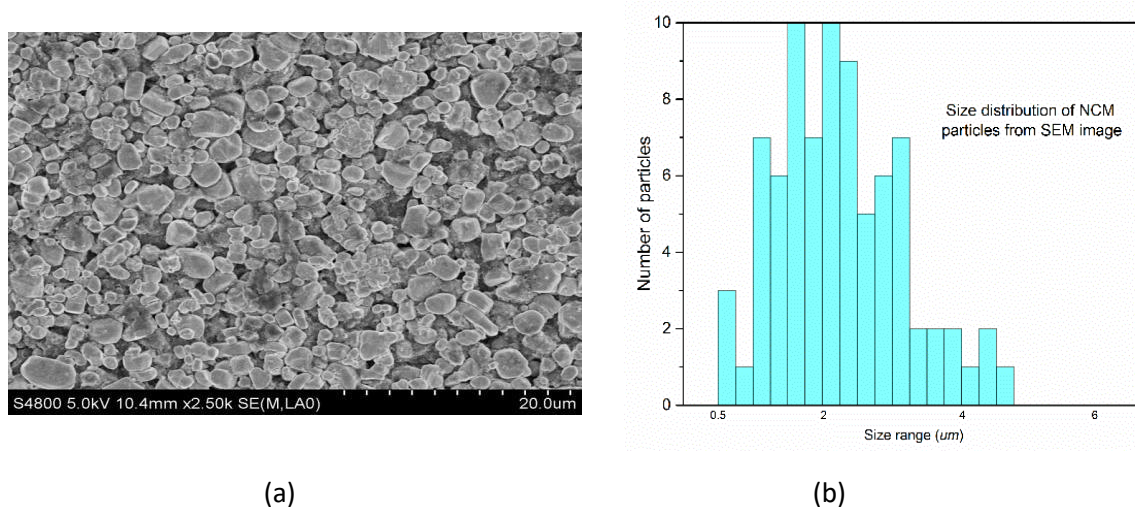 S4800 5.0kV 10.4mm x2.50k SE(M,LA0)
20.0um
(a)
10
8
6
4
2
0
0.5
2
4
6
Number of particles
Size range (um)
Size distribution of NCM
particles from SEM image
(b)